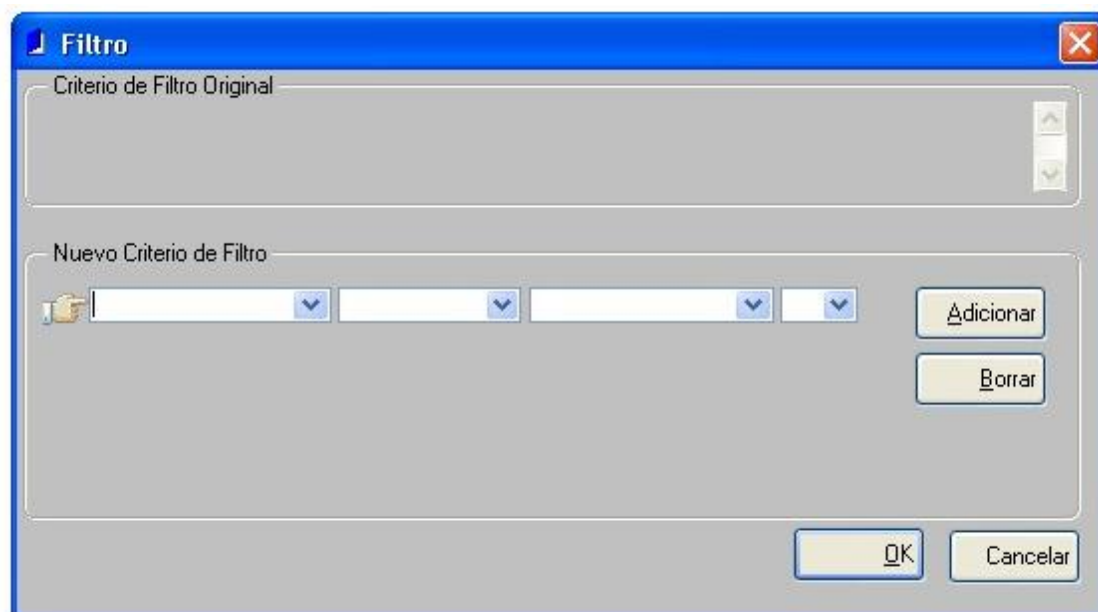 Filtro
Criterio de Filtro Original
Nuevo Criterio de Filtro
Adicionar
Borrar
OK
Cancelar